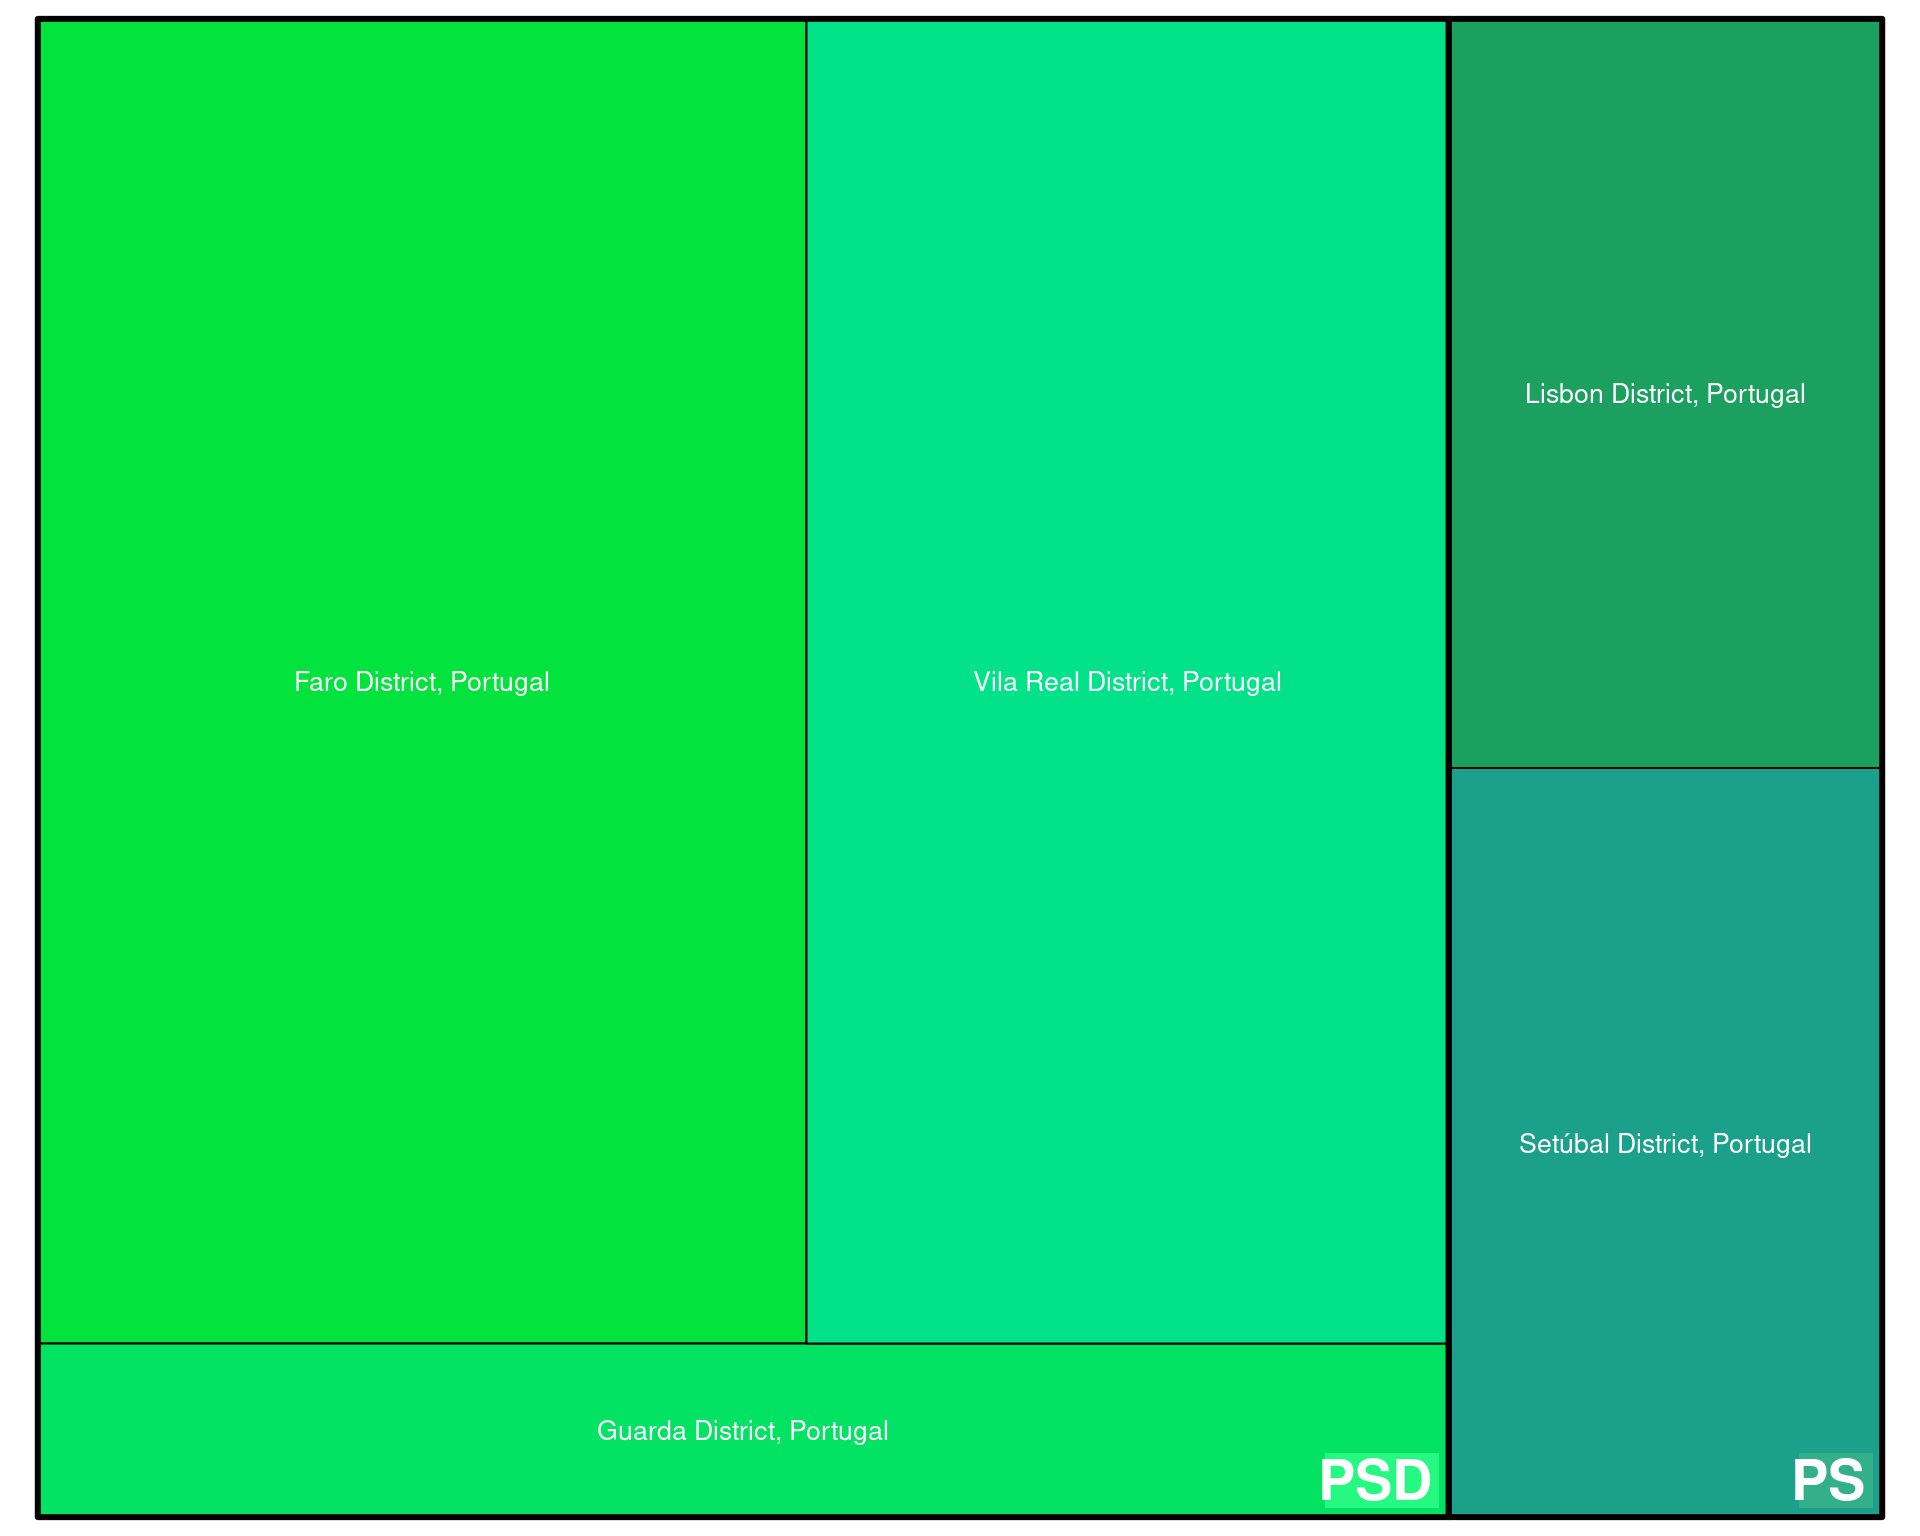 Faro District, Portugal
Vila Real District, Portugal
Guarda District, Portugal
PSD
Lisbon District, Portugal
Setúbal District, Portugal
PS